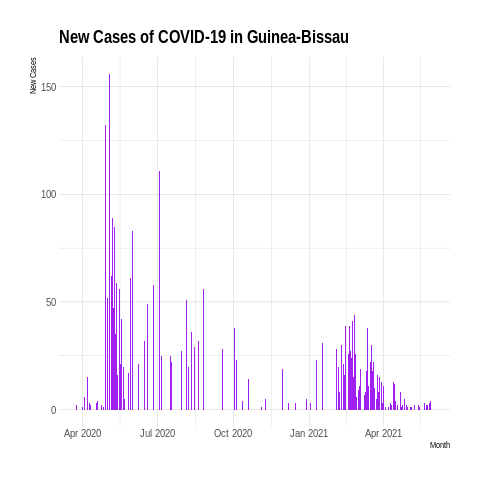 New Cases of COVID-19 in Guinea-Bissau
New Cases
150
100
50
0
Apr 2020 Jul 2020 Oct 2020 Jan 2021 Apr 2021
Month